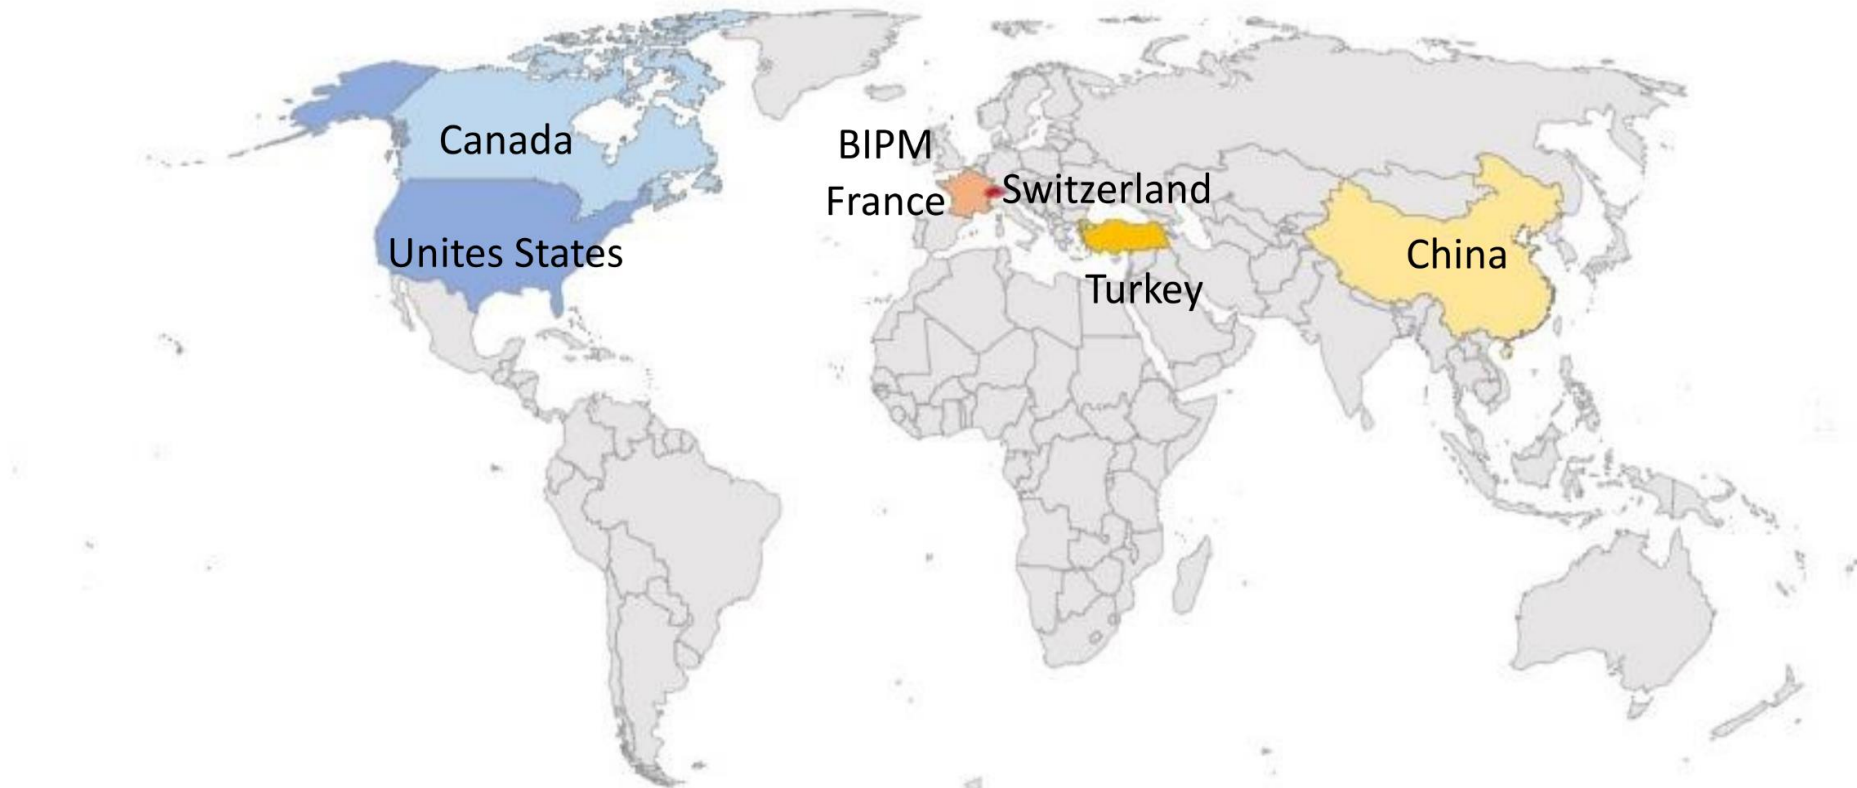 Canada
BIPM
Switzerland
France
Unites States
China
Turkey